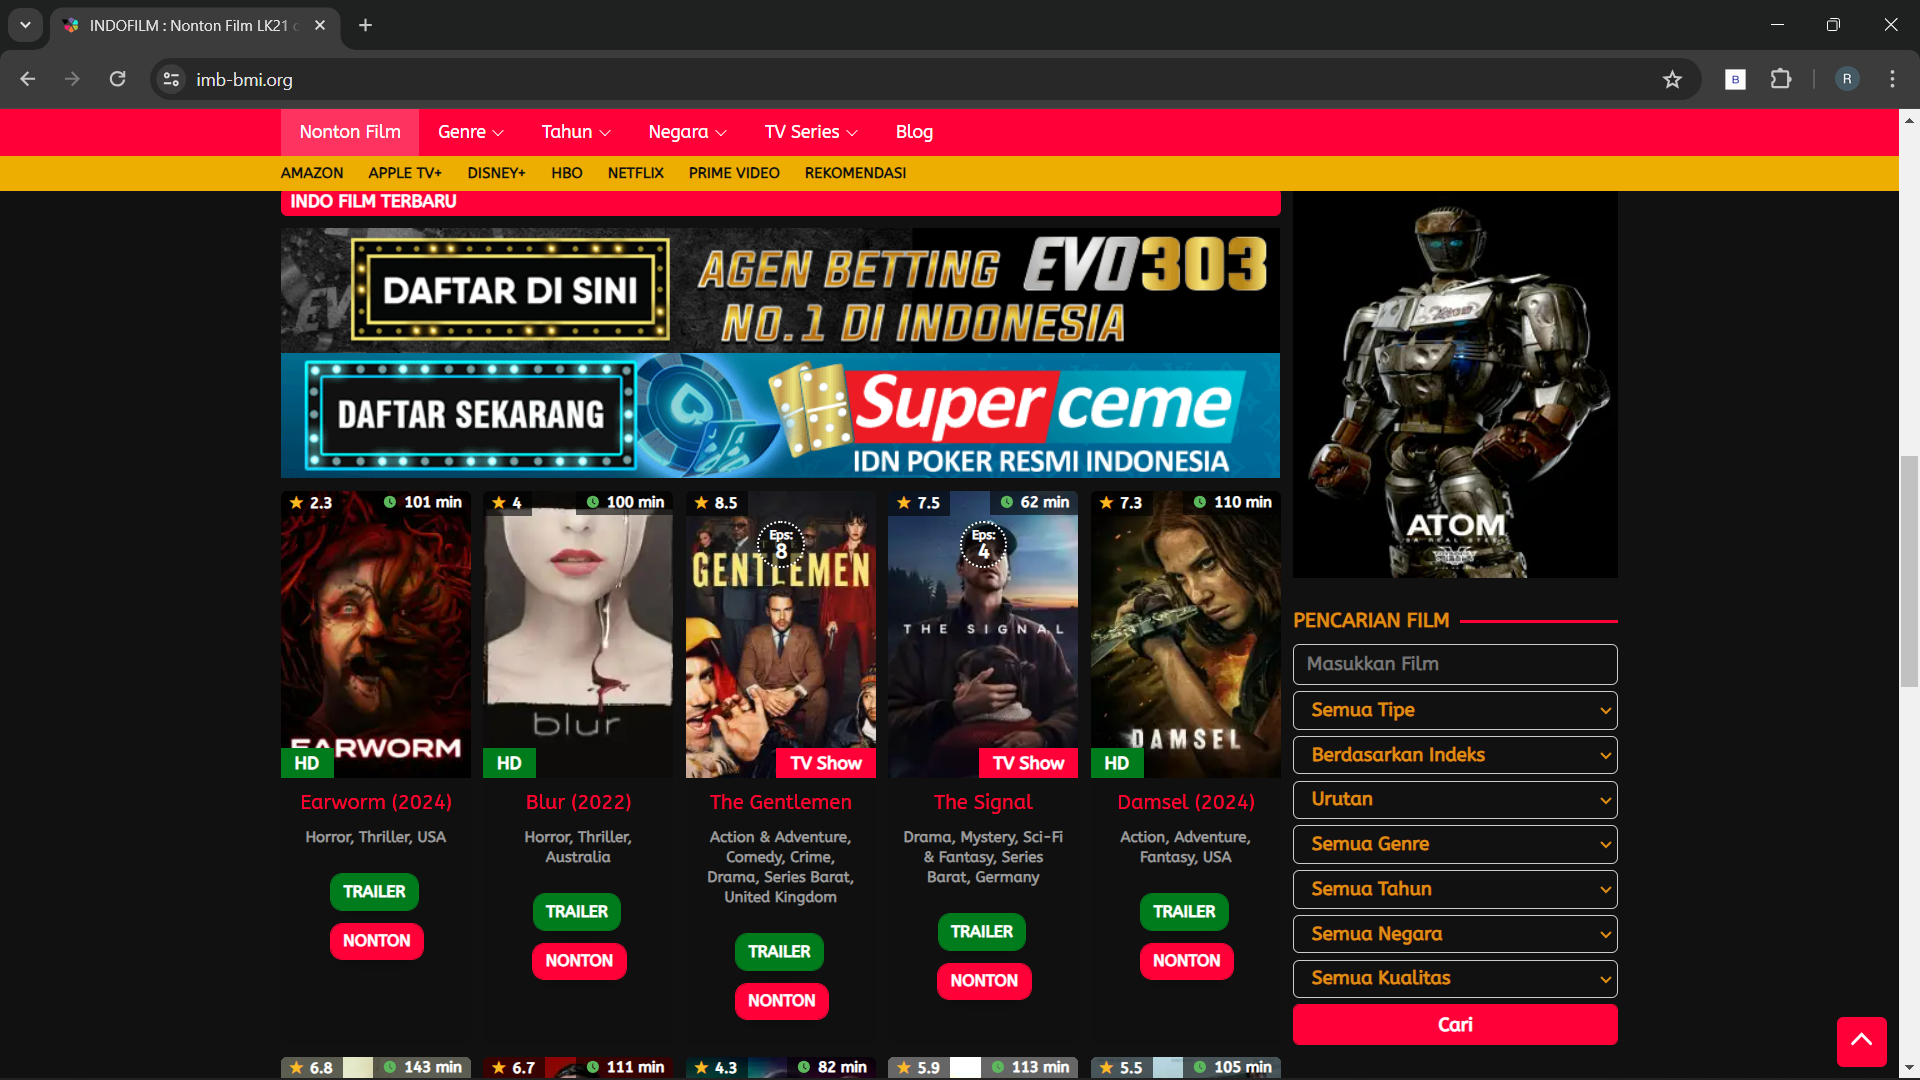 INDOFILM : Nonton Film LK21
imb-bmi.org
B
R
Nonton Film
Genre
Tahun
Negara
TV Series
Blog
AMAZON
APPLE TV+
DISNEY+
HBO
NETFLIX
PRIME VIDEO
REKOMENDASI
INDO FILM TERBARU
DAFTAR DI SINI
AGEN BETTING EVO303
NO.1 DI INDONESIA
DAFTAR SEKARANG
Super ceme
IDN POKER RESMI INDONESIA
2.3
101 min
EARWORM
HD
Earworm (2024)
Horror, Thriller, USA
TRAILER
NONTON
4
100 min
blur
HD
Blur (2022)
Horror, Thriller,
Australia
TRAILER
NONTON
8.5
Eps:
8
GENTLEMEN
TV Show
The Gentlemen
Action & Adventure,
Comedy, Crime,
Drama, Series Barat,
United Kingdom
TRAILER
NONTON
7.5
62 min
Eps:
4
THE SIGNAL
TV Show
The Signal
Drama, Mystery, Sci-Fi
& Fantasy, Series
Barat, Germany
TRAILER
NONTON
7.3
110 min
DAMSEL
HD
Damsel (2024)
Action, Adventure,
Fantasy, USA
TRAILER
NONTON
6.8
143 min
6.7
111 min
4.3
82 min
5.9
113 min
5.5
105 min
ATOM
PENCARIAN FILM
Masukkan Film
Semua Tipe
Berdasarkan Indeks
Urutan
Semua Genre
Semua Tahun
Semua Negara
Semua Kualitas
Cari